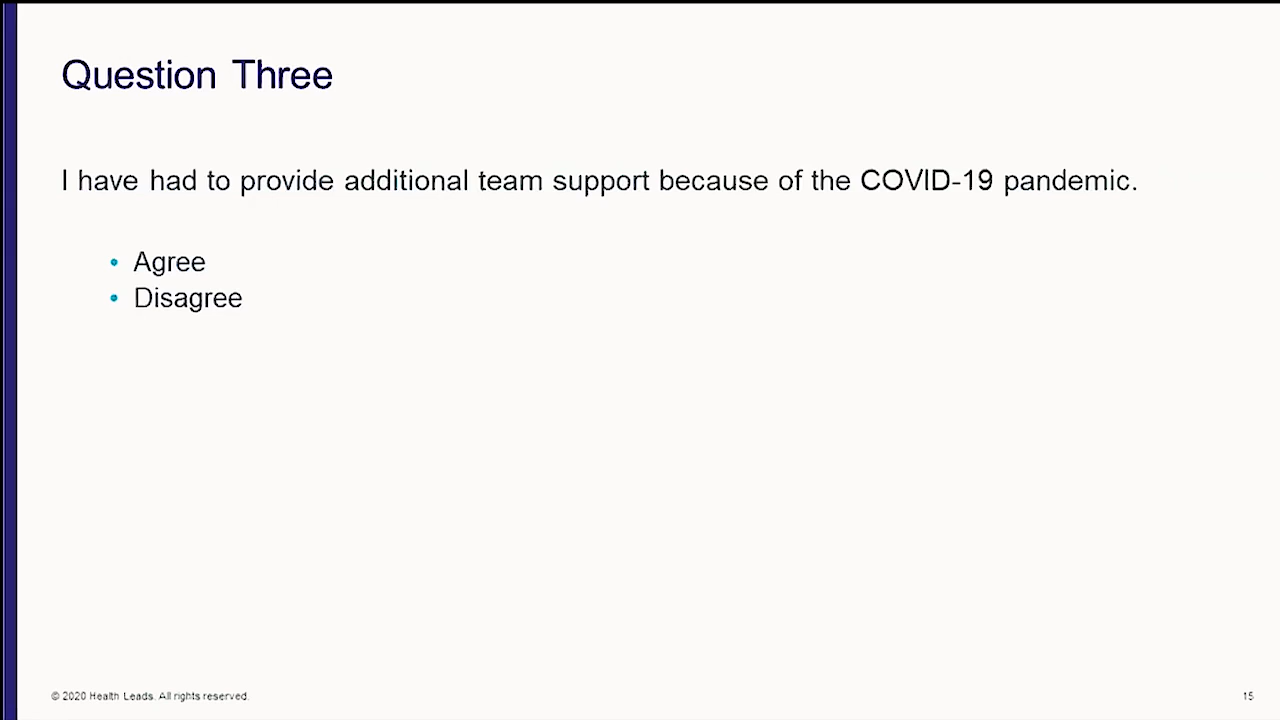 Question Three
I have had to provide additional team support because of the COVID-19 pandemic.
• Agree
• Disagree
© 2020 Health Leads. All rights reserved.
15